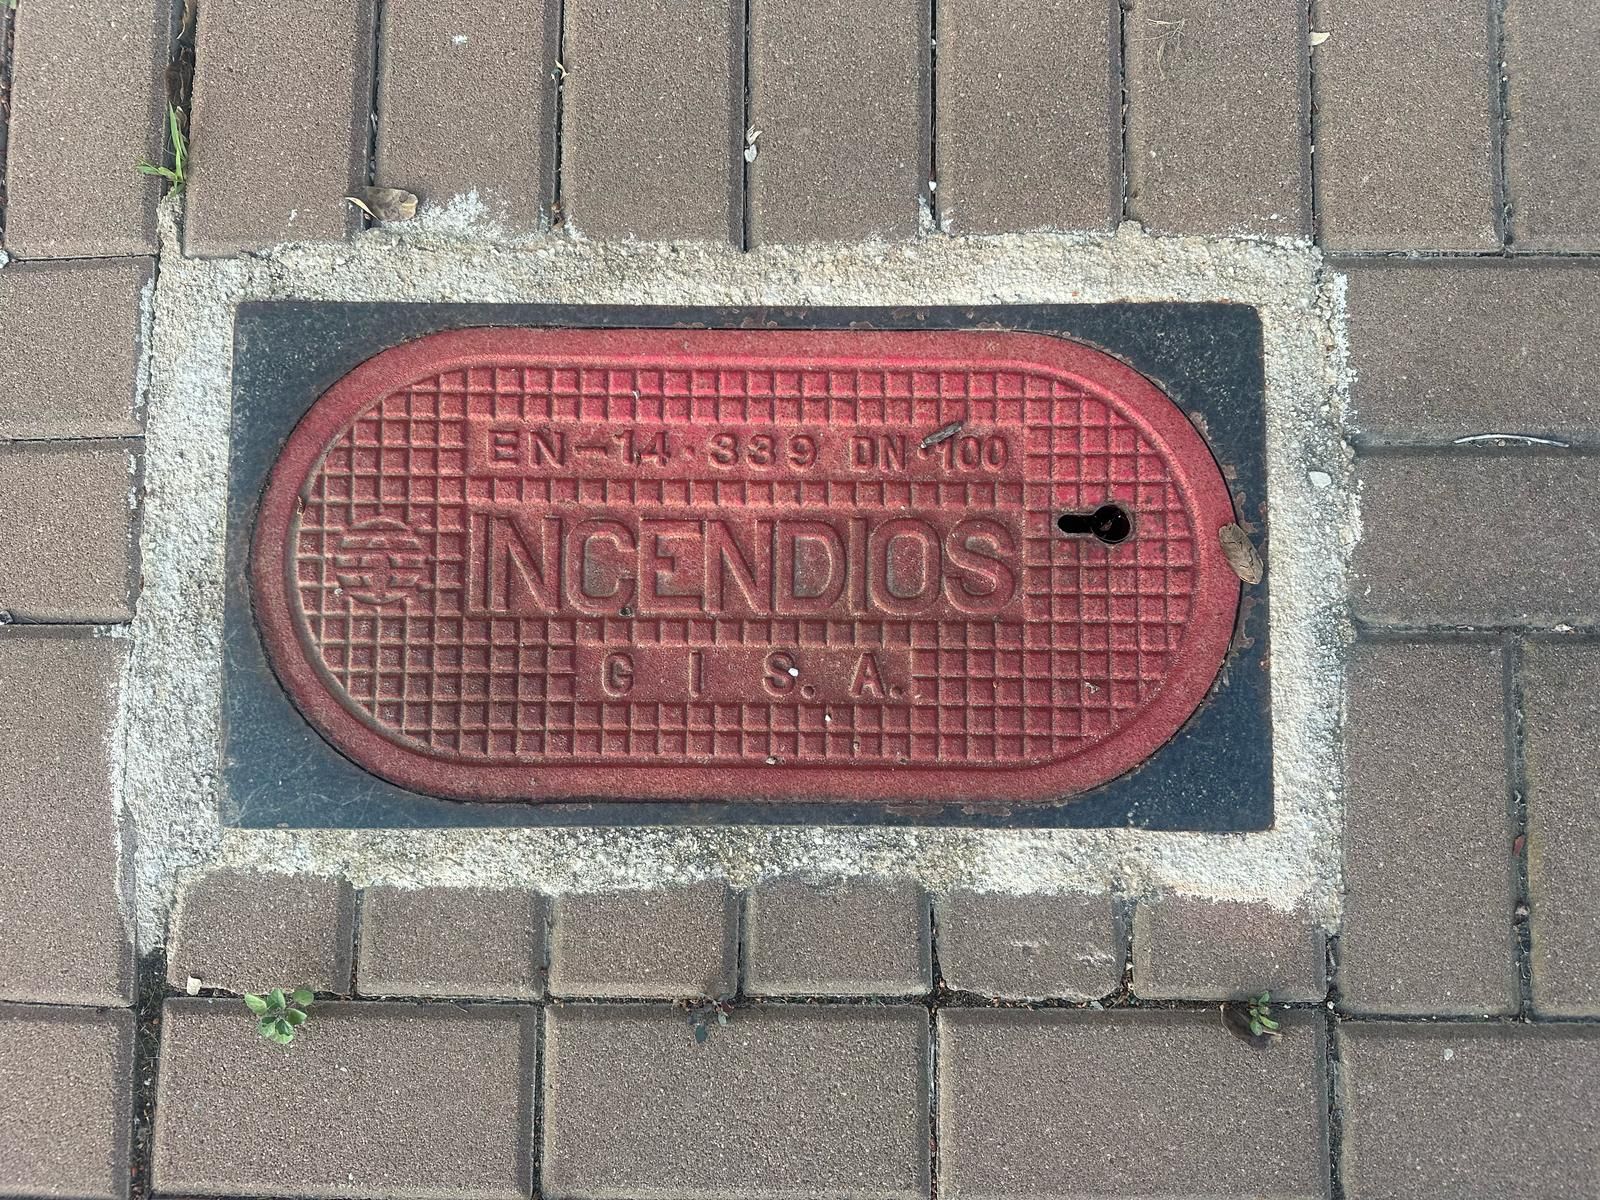 EN-14·339 DN·100
INCENDIOS
G I S. A.